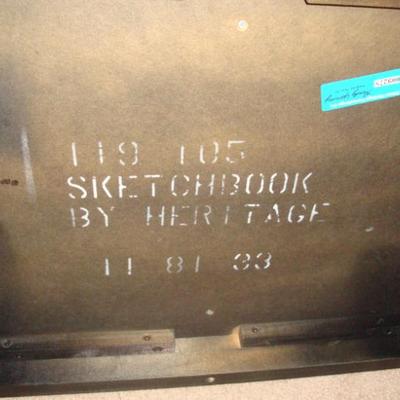 119 105
SKETCHBOOK
BY HERITAGE
11 81 33